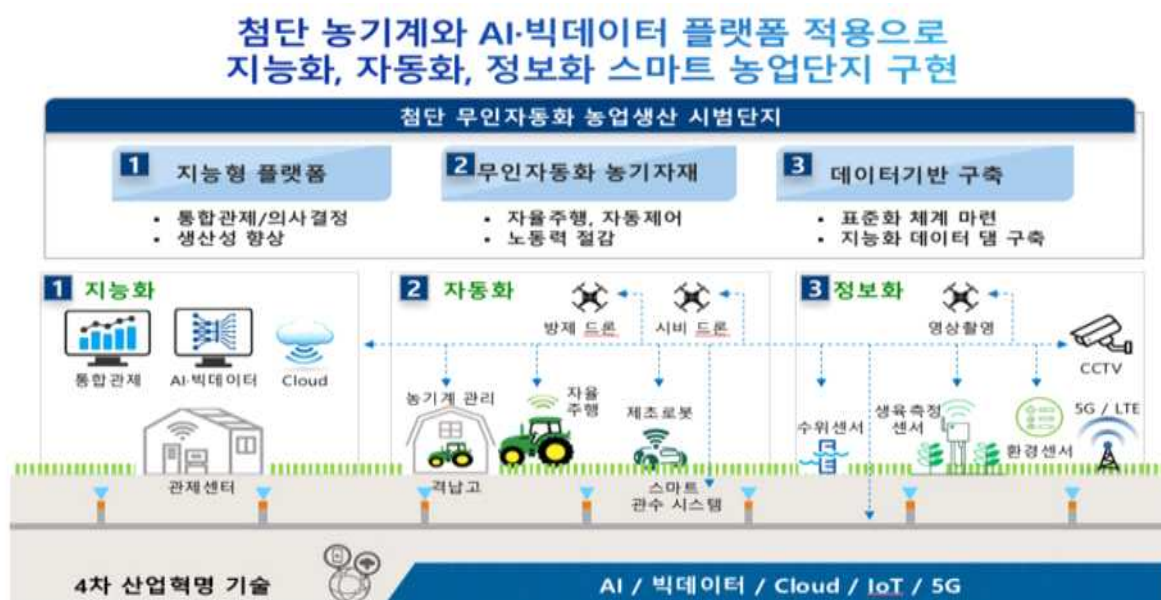 첨단 농기계와 AI·빅데이터 플랫폼 적용으로
지능화, 자동화, 정보화 스마트 농업단지 구현
첨단 무인자동화 농업생산 시범단지
1 지능형 플랫폼
• 통합관제/의사결정
• 생산성 향상
2 무인자동화 농기자재
• 자율주행, 자동제어
• 노동력 절감
3 데이터기반 구축
• 표준화 체계 마련
• 지능화 데이터 댐 구축
1 지능화
통합관제
AI·빅데이터
Cloud
관제센터
2 자동화
방제 드론
시비 드론
농기계 관리
자율
주행
제초로봇
격납고
스마트
관수 시스템
3 정보화
영상촬영
CCTV
수위센서
생육측정
센서
환경센서
5G / LTE
4차 산업혁명 기술
AI / 빅데이터 / Cloud / IoT / 5G